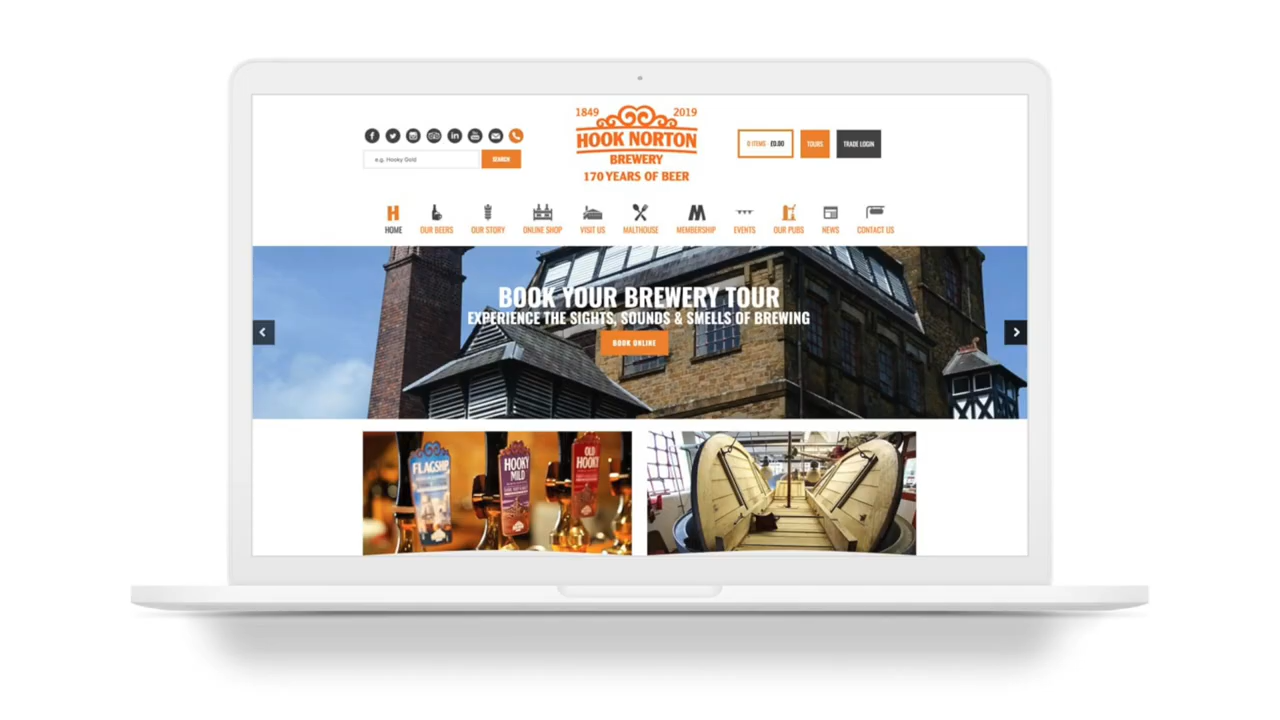 1849 2019
HOOK NORTON
BREWERY
170 YEARS OF BEER
e.g. Hooky Gold
SEARCH
0 ITEMS - £0.00
TOURS
TRADE LOGIN
HOME
OUR BEERS
OUR STORY
ONLINE SHOP
VISIT US
MALTHOUSE
MEMBERSHIP
EVENTS
OUR PUBS
NEWS
CONTACT US
BOOK YOUR BREWERY TOUR
EXPERIENCE THE SIGHTS, SOUNDS & SMELLS OF BREWING
BOOK ONLINE
FLAGSHIP
HOOKY
MILD
OLD
HOOKY